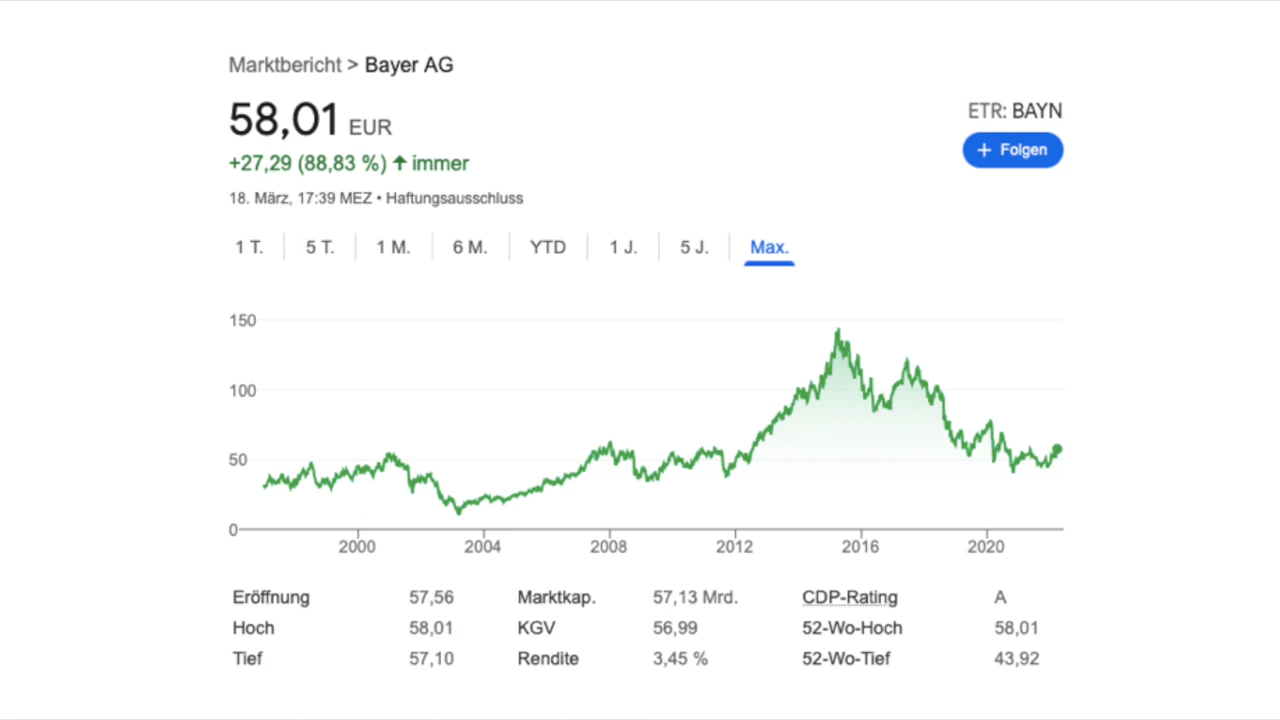 Marktbericht > Bayer AG
58,01 EUR
ETR: BAYN
+27,29 (88,83 %) ↑ immer
+ Folgen
18. März, 17:39 MEZ • Haftungsausschluss
1 T. 5 T. 1 M. 6 M. YTD 1 J. 5 J. Max.
150
100
50
0
2000 2004 2008 2012 2016 2020
Eröffnung 57,56 Marktkap. 57,13 Mrd. CDP-Rating A
Hoch 58,01 KGV 56,99 52-Wo-Hoch 58,01
Tief 57,10 Rendite 3,45 % 52-Wo-Tief 43,92